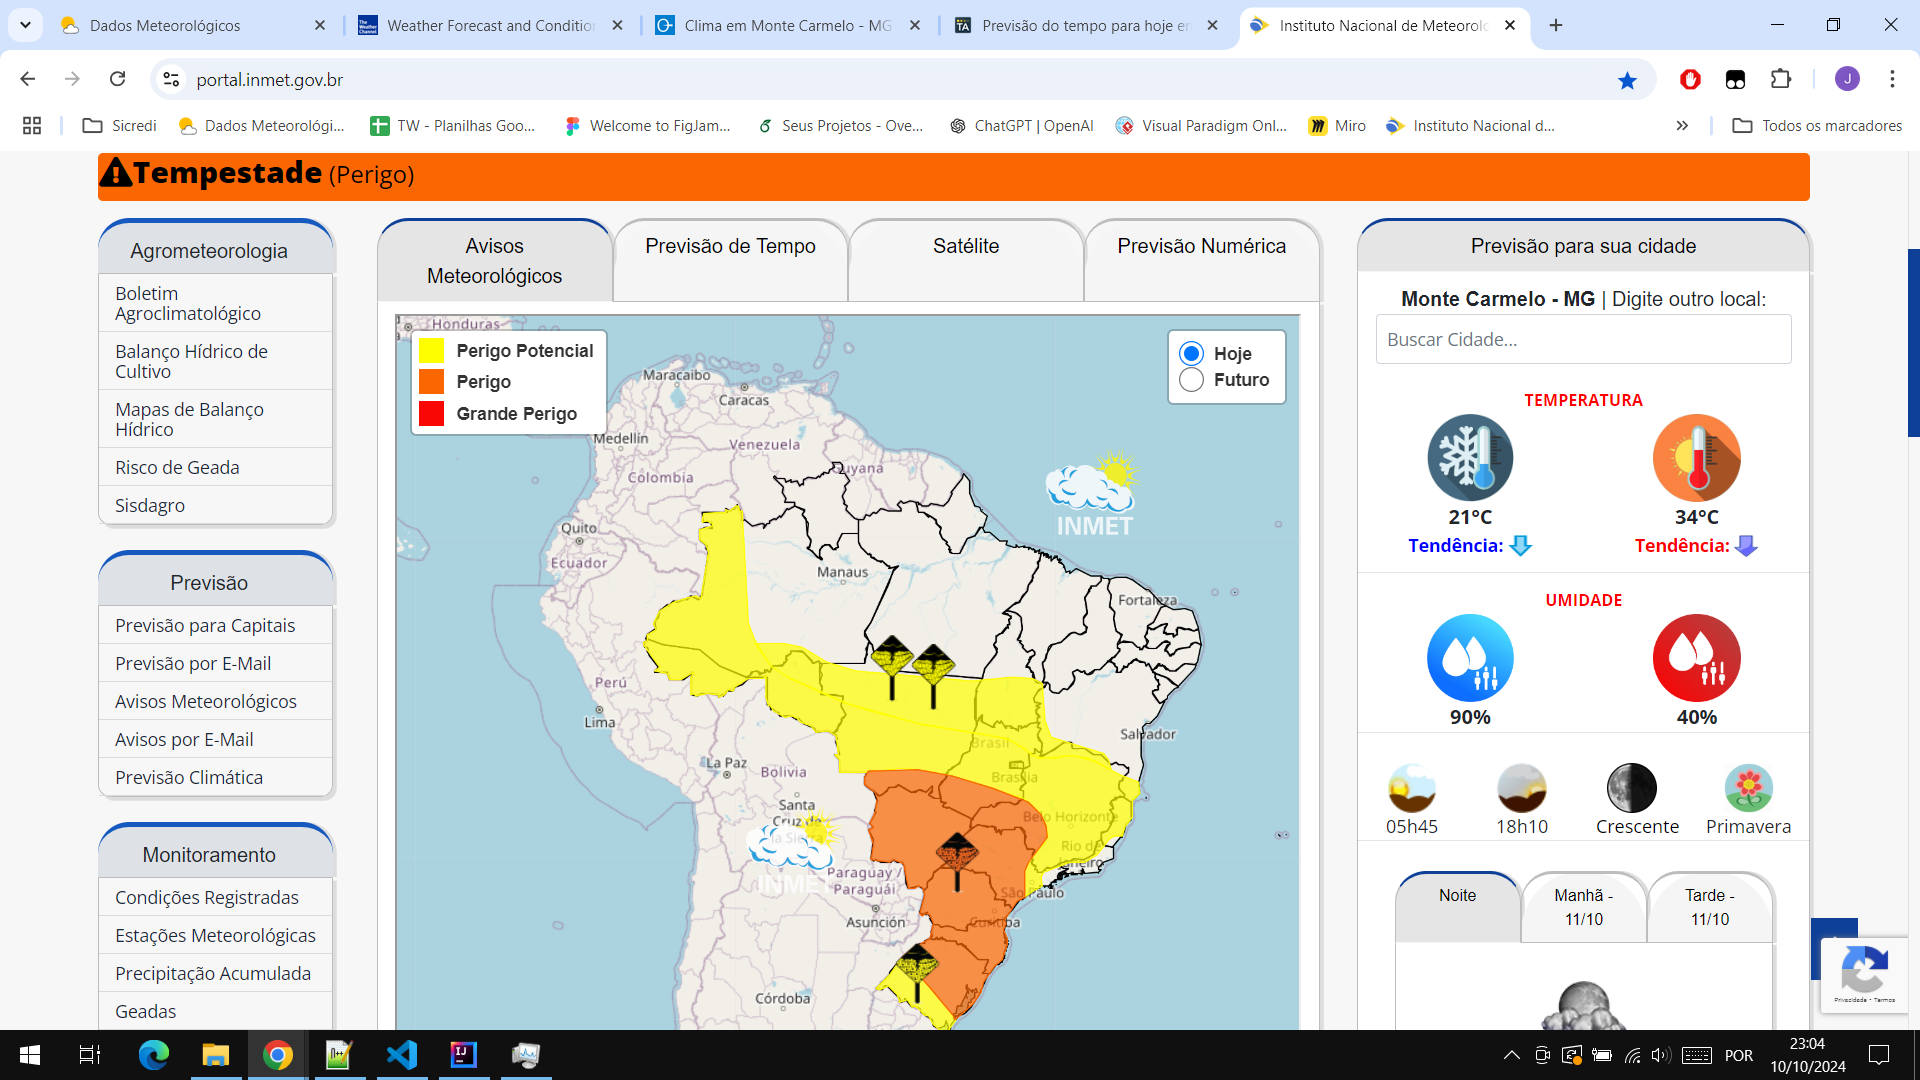 Dados Meteorológicos
Weather Forecast and Condition
Clima em Monte Carmelo - MG
Previsão do tempo para hoje em
Instituto Nacional de Meteorolo
portal.inmet.gov.br
J
Sicredi
Dados Meteorológi...
TW - Planilhas Goo...
Welcome to FigJam...
Seus Projetos - Ove...
ChatGPT | OpenAI
Visual Paradigm Onl...
Miro
Instituto Nacional d...
Todos os marcadores
Tempestade (Perigo)
Agrometeorologia
Boletim
Agroclimatológico
Balanço Hídrico de
Cultivo
Mapas de Balanço
Hídrico
Risco de Geada
Sisdagro
Previsão
Previsão para Capitais
Previsão por E-Mail
Avisos Meteorológicos
Avisos por E-Mail
Previsão Climática
Monitoramento
Condições Registradas
Estações Meteorológicas
Precipitação Acumulada
Geadas
Avisos
Meteorológicos
Previsão de Tempo
Satélite
Previsão Numérica
Perigo Potencial
Perigo
Grande Perigo
Hoje
Futuro
Honduras
Maracaibo
Caracas
Medellín
Venezuela
Guyana
Colombia
INMET
Quito
Ecuador
Manaus
Fortaleza
Perú
Lima
Salvador
Brasil
La Paz
Bolivia
Brasília
Santa
Cruz de
la Sierra
Belo Horizonte
Rio de
Janeiro
INMET
Paraguay /
Paraguái
São Paulo
Asunción
Curitiba
Córdoba
Previsão para sua cidade
Monte Carmelo - MG | Digite outro local:
Buscar Cidade...
TEMPERATURA
21°C
34°C
Tendência:
Tendência:
UMIDADE
90%
40%
05h45
18h10
Crescente
Primavera
Noite
Manhã -
11/10
Tarde -
11/10
Privacidade - Termos
POR
23:04
10/10/2024